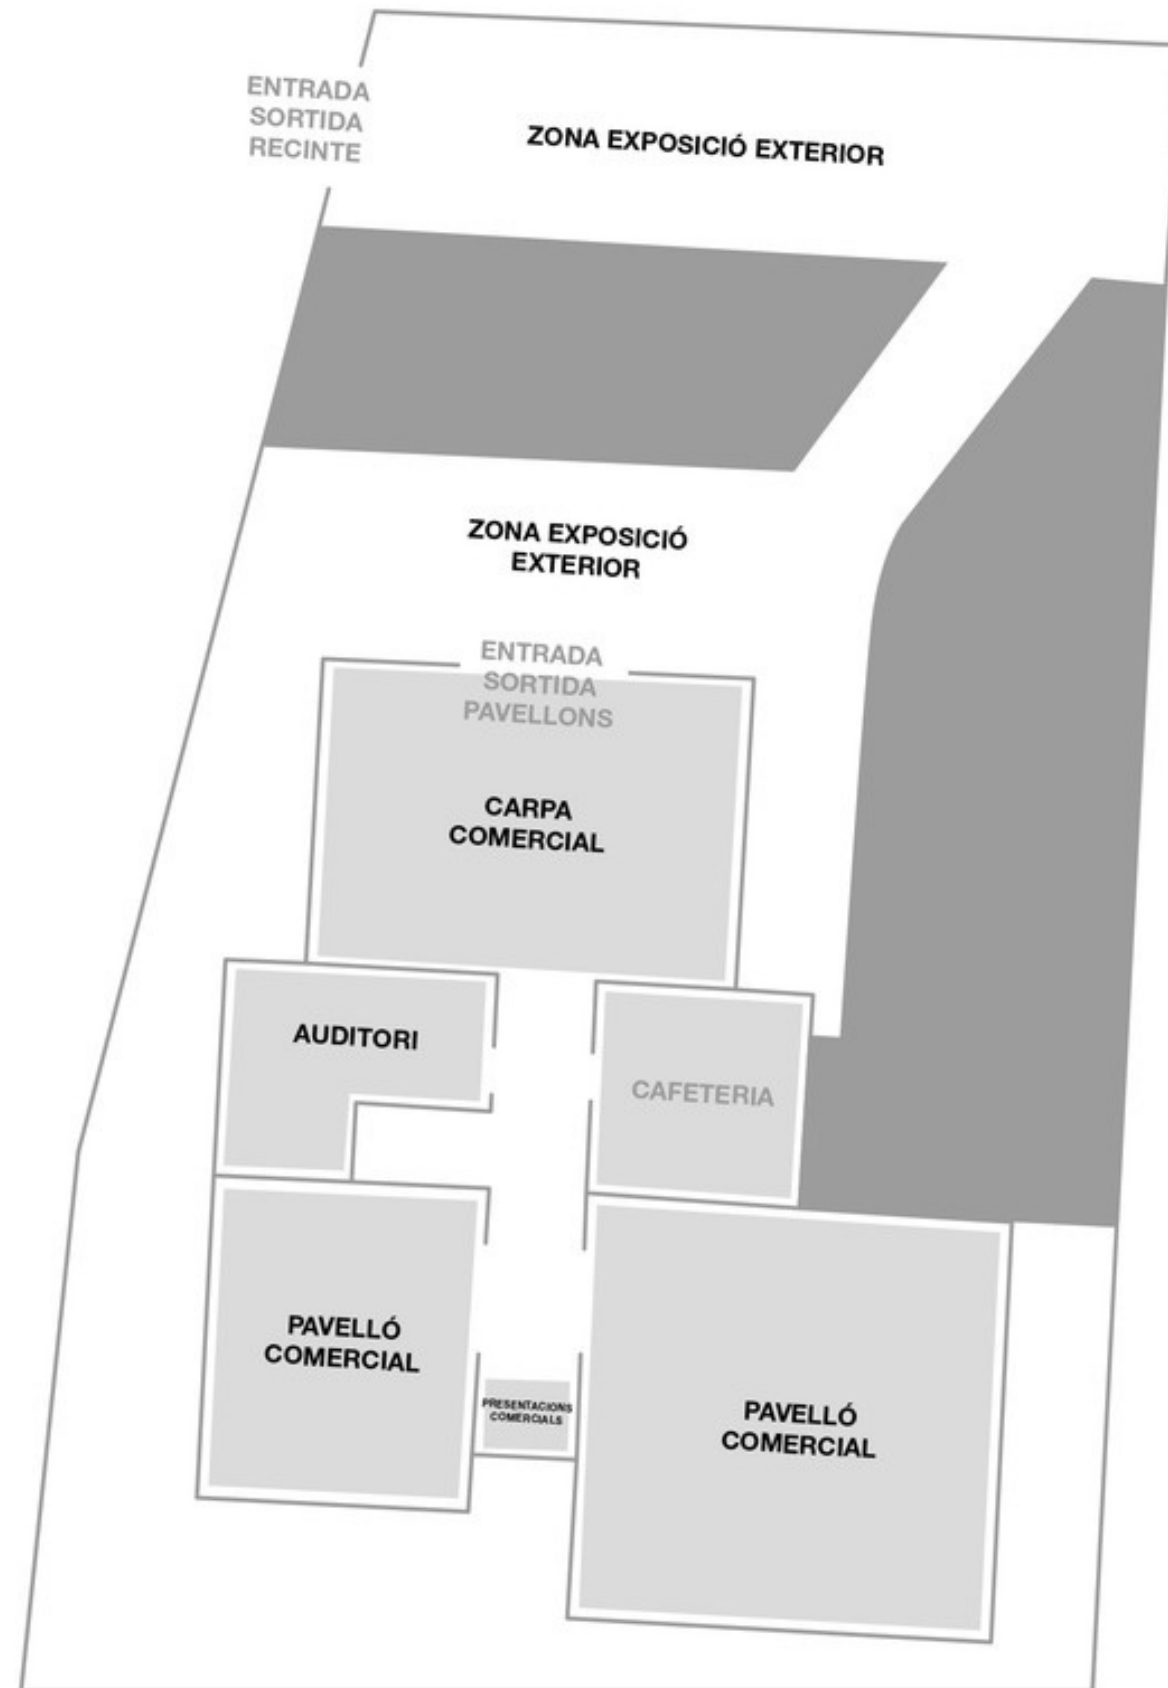 ENTRADA
SORTIDA
RECINTE
ZONA EXPOSICIÓ EXTERIOR
ZONA EXPOSICIÓ
EXTERIOR
ENTRADA
SORTIDA
PAVELLONS
CARPA
COMERCIAL
AUDITORI
CAFETERIA
PAVELLÓ
COMERCIAL
PRESENTACIONS
COMERCIALS
PAVELLÓ
COMERCIAL